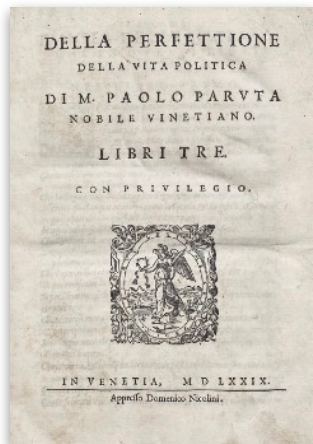 DELLA PERFETTIONE
DELLA VITA POLITICA
DI M. PAOLO PARVTA
NOBILE VINETIANO.
LIBRI TRE.
CON PRIVILEGIO.
IN VENETIA, M D LXXIX.
Appresso Domenico Nicolini.